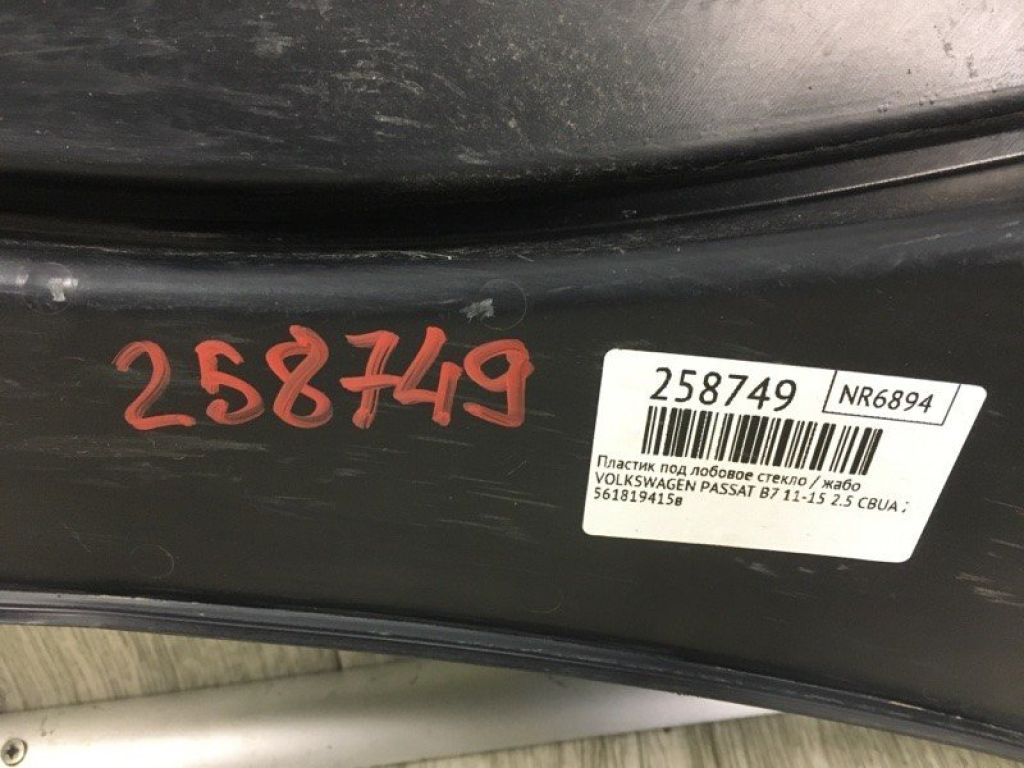 258749
258749
NR6894
Пластик под лобовое стекло / жабо
VOLKSWAGEN PASSAT B7 11-15 2.5 CBUA
561819415в